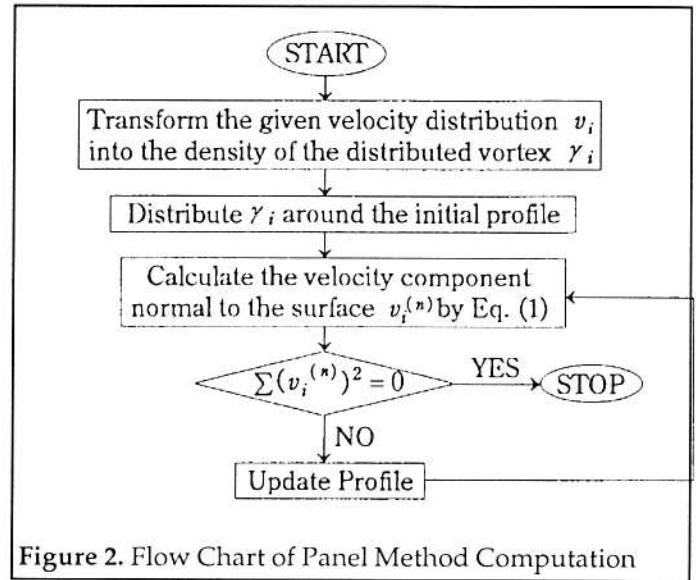 START
Transform the given velocity distribution v_i
into the density of the distributed vortex γ_i
Distribute γ_i around the initial profile
Calculate the velocity component
normal to the surface v_i^(n) by Eq. (1)
∑(v_i^(n))^2 = 0
YES
STOP
NO
Update Profile
Figure 2. Flow Chart of Panel Method Computation